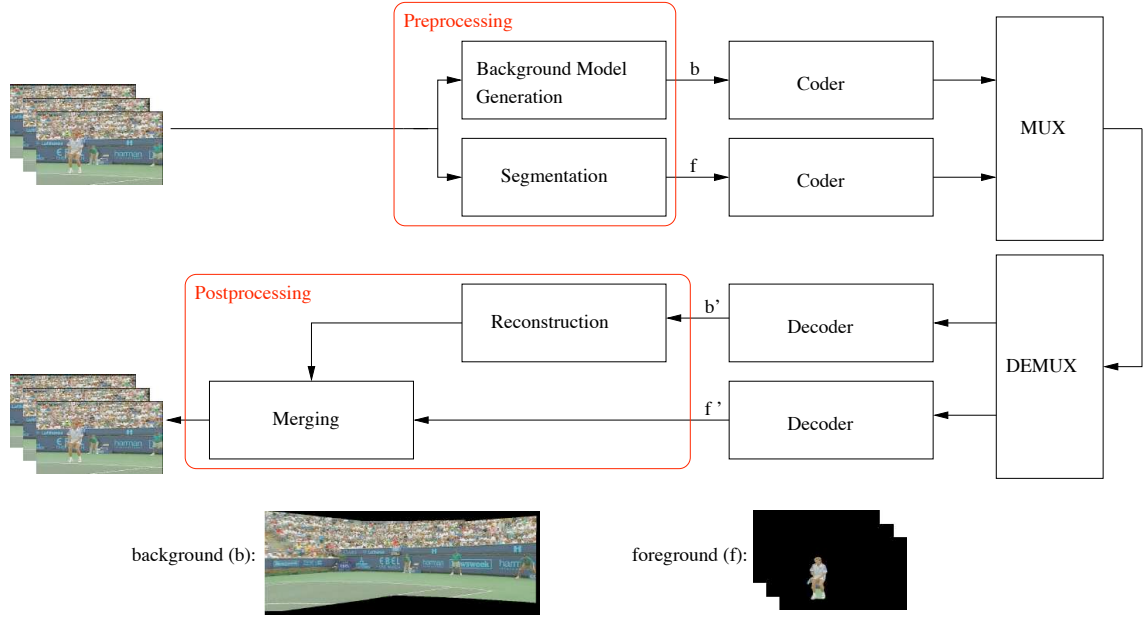 Preprocessing
Background Model
Generation
b
Coder
MUX
Segmentation
f
Coder
Postprocessing
Reconstruction
b’
Decoder
DEMUX
Merging
f ’
Decoder
background (b):
foreground (f):